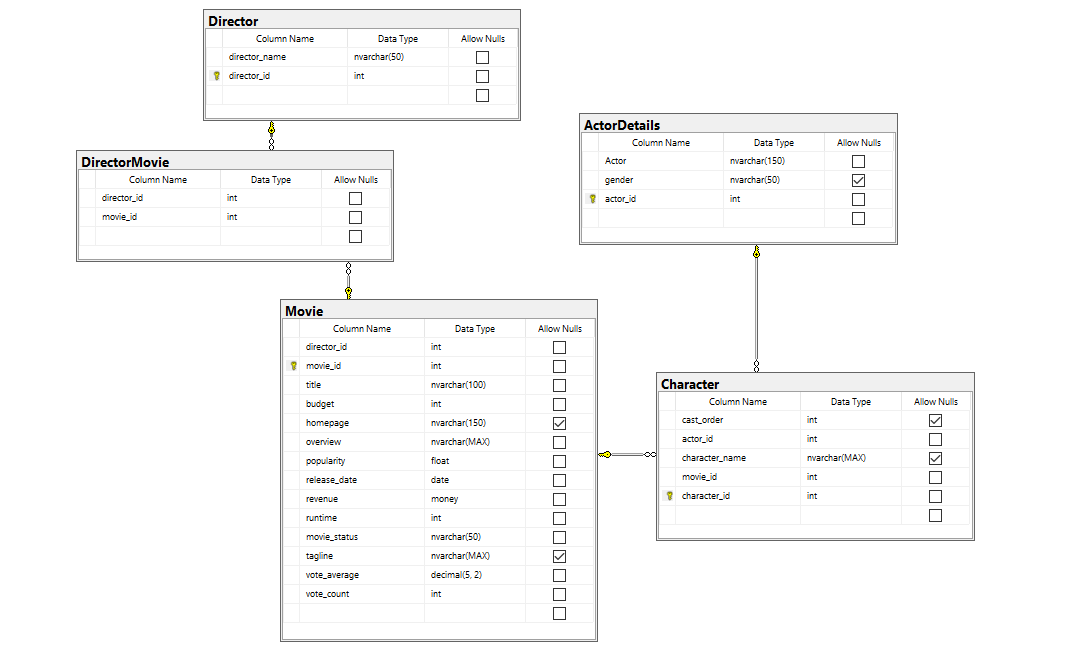 Director
Column Name Data Type Allow Nulls
director_name nvarchar(50)
director_id int
DirectorMovie
Column Name Data Type Allow Nulls
director_id int
movie_id int
ActorDetails
Column Name Data Type Allow Nulls
Actor nvarchar(150)
gender nvarchar(50)
actor_id int
Movie
Column Name Data Type Allow Nulls
director_id int
movie_id int
title nvarchar(100)
budget int
homepage nvarchar(150)
overview nvarchar(MAX)
popularity float
release_date date
revenue money
runtime int
movie_status nvarchar(50)
tagline nvarchar(MAX)
vote_average decimal(5, 2)
vote_count int
Character
Column Name Data Type Allow Nulls
cast_order int
actor_id int
character_name nvarchar(MAX)
movie_id int
character_id int